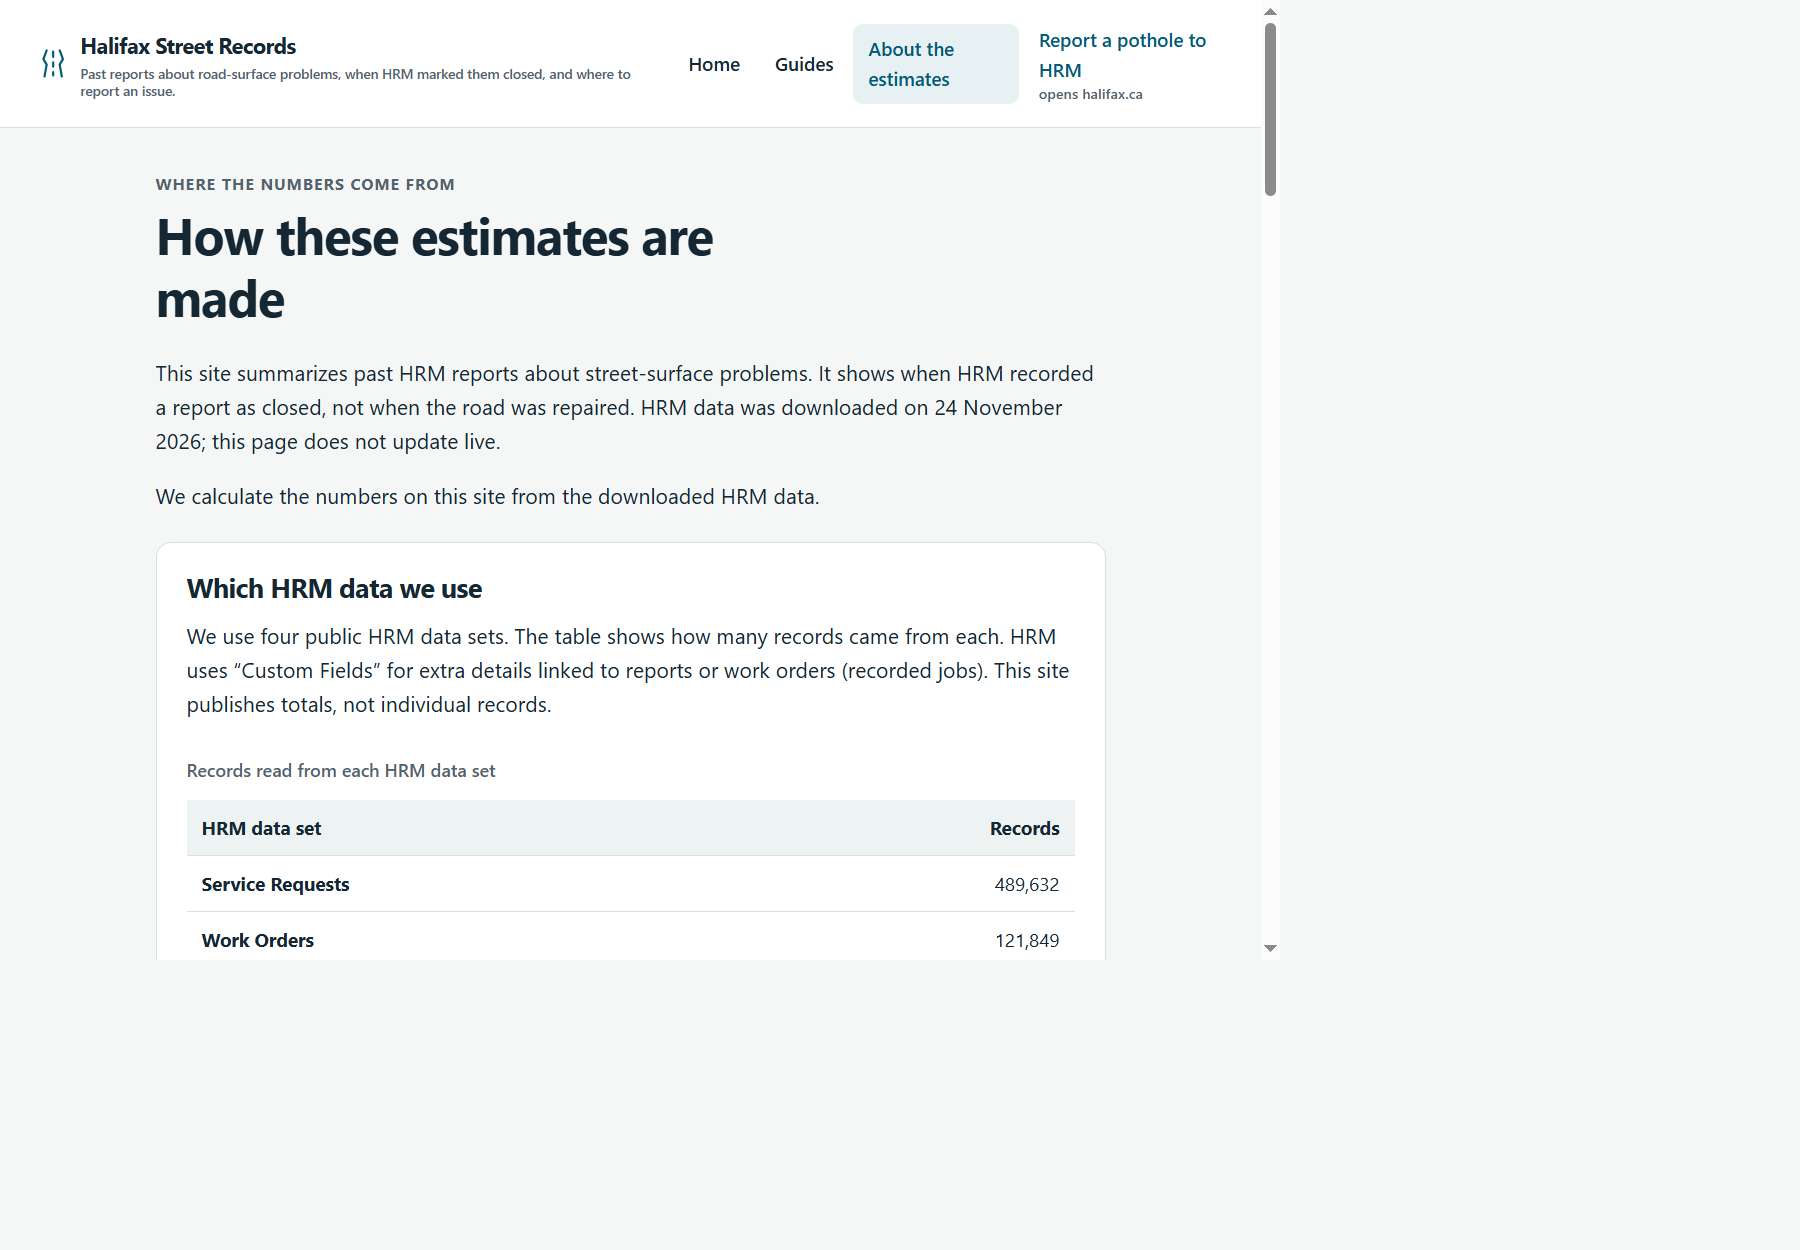 Halifax Street Records
Past reports about road-surface problems, when HRM marked them closed, and where to
report an issue.
Home
Guides
About the
estimates
Report a pothole to
HRM
opens halifax.ca
WHERE THE NUMBERS COME FROM
How these estimates are
made
This site summarizes past HRM reports about street-surface problems. It shows when HRM recorded
a report as closed, not when the road was repaired. HRM data was downloaded on 24 November
2026; this page does not update live.
We calculate the numbers on this site from the downloaded HRM data.
Which HRM data we use
We use four public HRM data sets. The table shows how many records came from each. HRM
uses “Custom Fields” for extra details linked to reports or work orders (recorded jobs). This site
publishes totals, not individual records.
Records read from each HRM data set
HRM data set Records
Service Requests 489,632
Work Orders 121,849